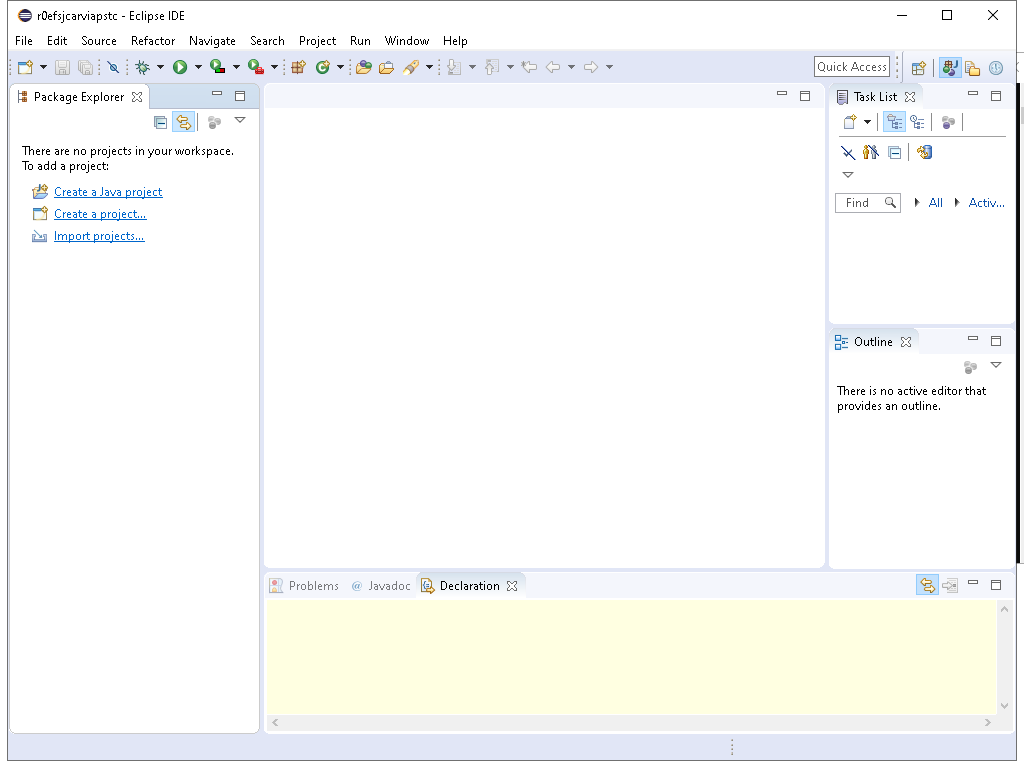 r0efsjcarviapstc - Eclipse IDE
File Edit Source Refactor Navigate Search Project Run Window Help
Quick Access
Package Explorer
There are no projects in your workspace.
To add a project:
Create a Java project
Create a project...
Import projects...
Task List
Find All Activ...
Outline
There is no active editor that
provides an outline.
Problems @ Javadoc Declaration